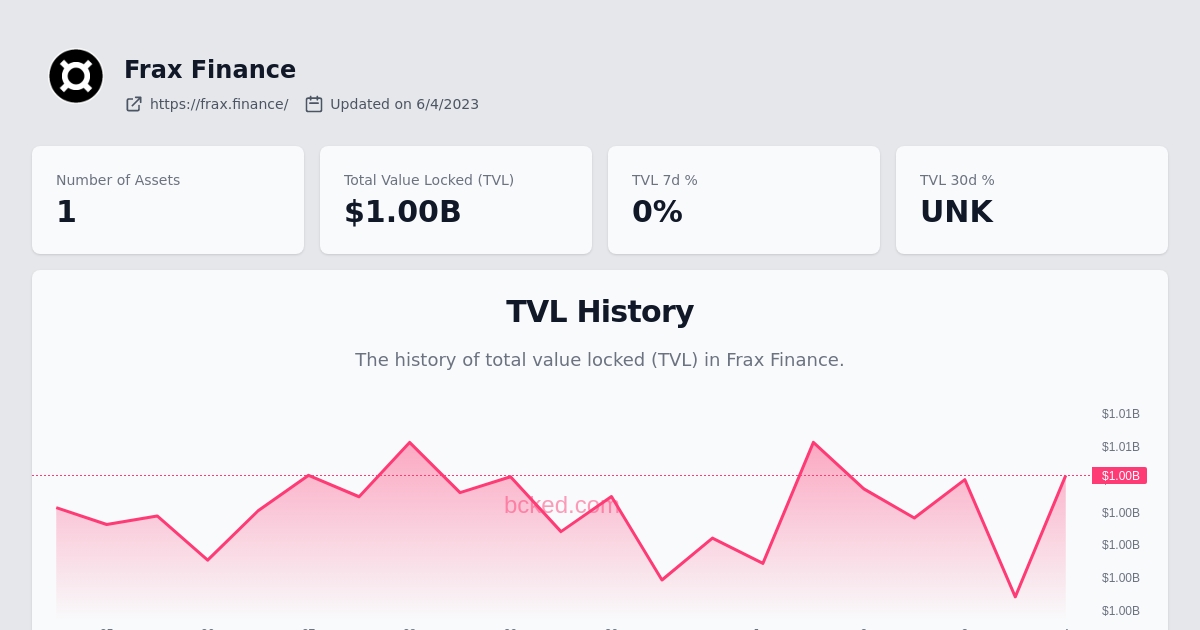 Frax Finance
https://frax.finance/ Updated on 6/4/2023
Number of Assets
1
Total Value Locked (TVL)
$1.00B
TVL 7d %
0%
TVL 30d %
UNK
TVL History
The history of total value locked (TVL) in Frax Finance.
$1.01B
$1.01B
$1.00B
bcked.com
$1.00B
$1.00B
$1.00B
$1.00B